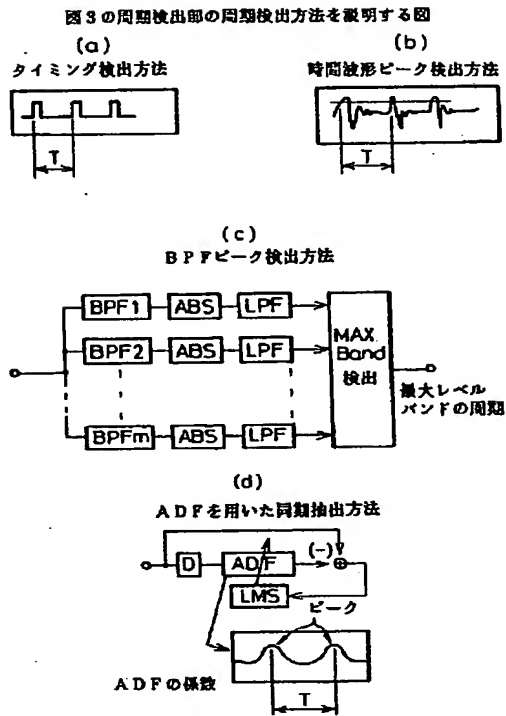 図3の周期検出部の周期検出方法を説明する図
(a)
タイミング検出方法
T
(b)
時間波形ピーク検出方法
T
(c)
BPFピーク検出方法
BPF1 ABS LPF
BPF2 ABS LPF
BPFm ABS LPF
MAX.
Band
検出
最大レベル
バンドの周期
(d)
ADFを用いた同期抽出方法
D ADF (-)
LMS
ピーク
ADFの係数
T